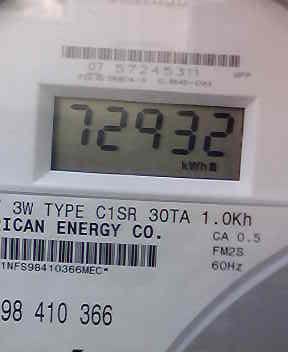 07 57245311
72932
kWh
3W TYPE C1SR 30TA 1.0Kh
RICAN ENERGY CO. CA 0.5
FM2S
1NFS98410366MEC* 60Hz
98 410 366